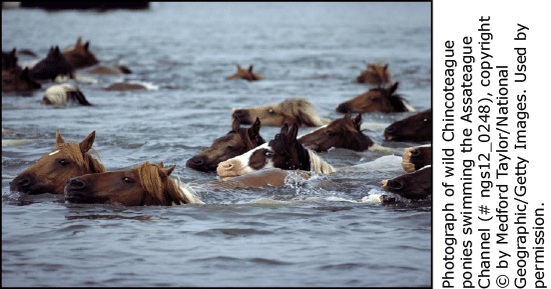 Photograph of wild Chincoteague
ponies swimming the Assateague
Channel (# ngs12_0248), copyright
© by Medford Taylor/National
Geographic/Getty Images. Used by
permission.